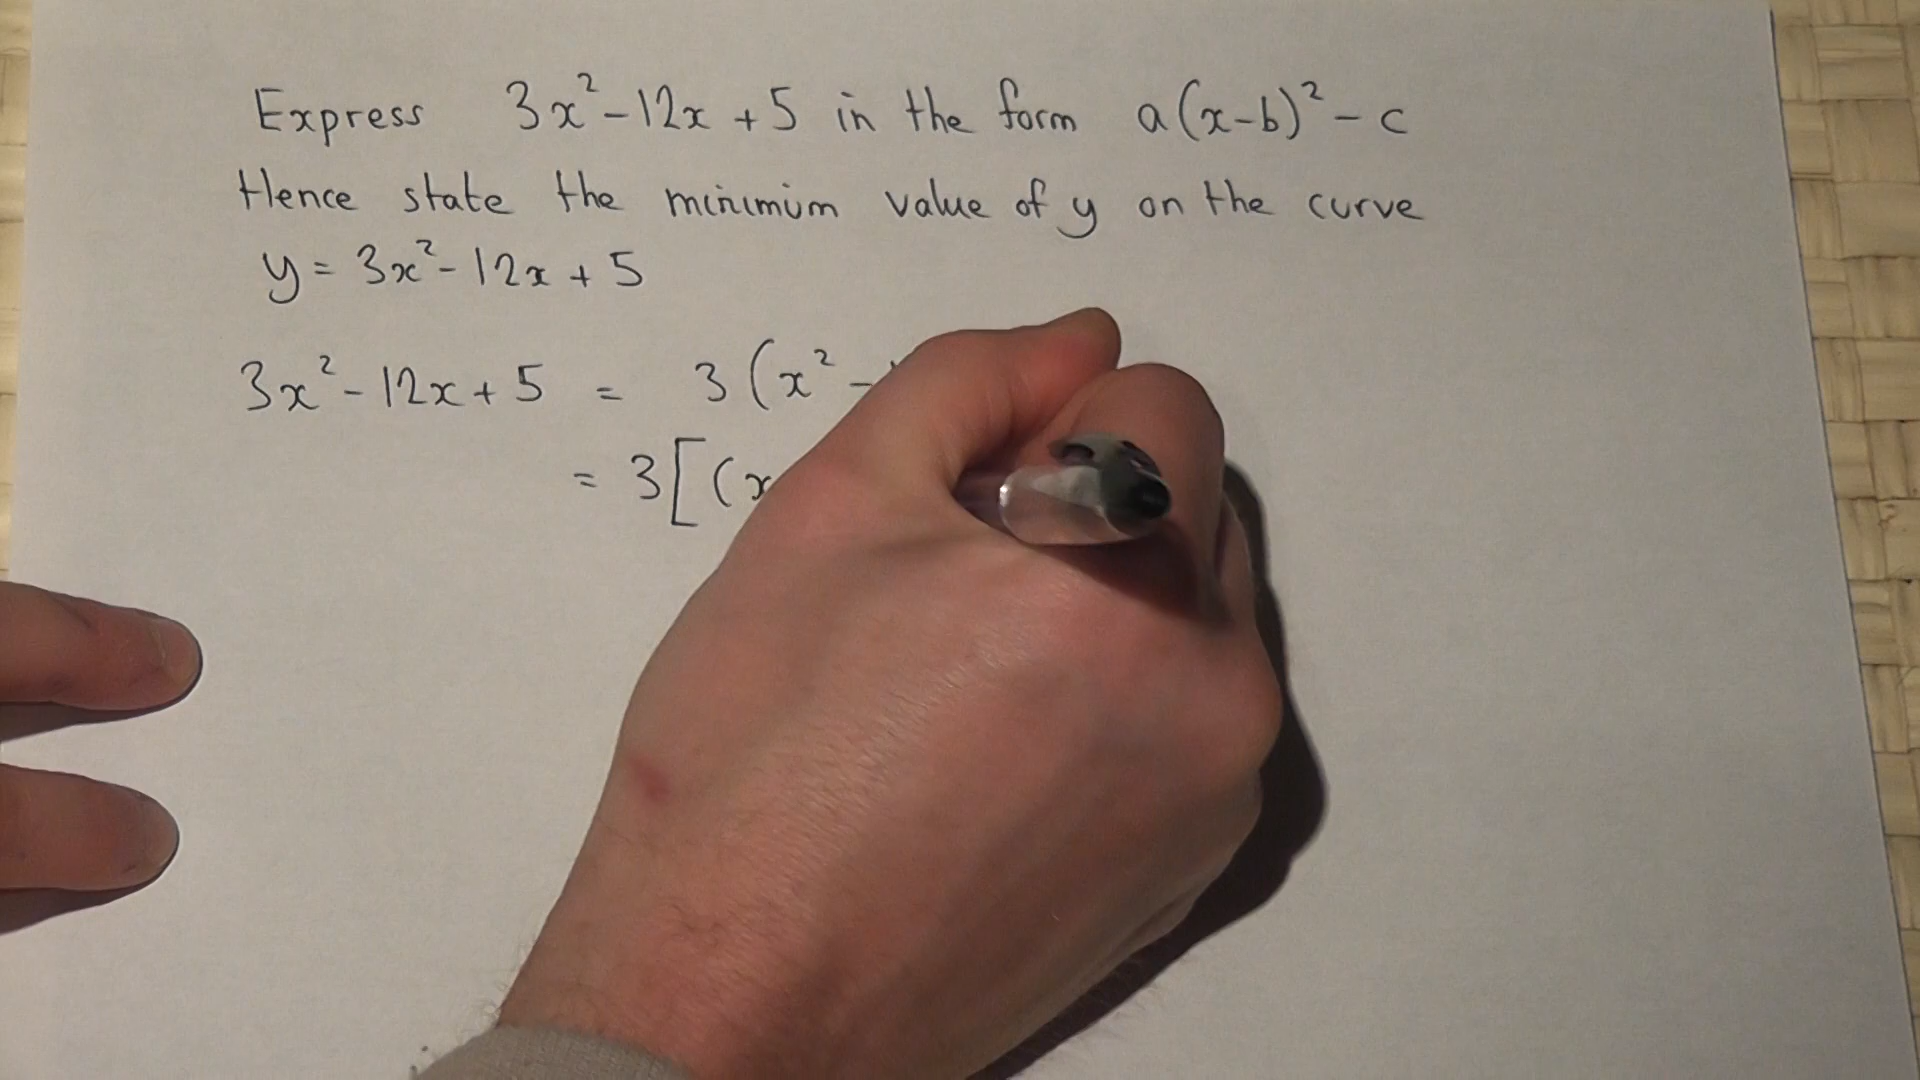 Express 3x² - 12x + 5 in the form a(x-b)² - c
Hence state the minimum value of y on the curve
y = 3x² - 12x + 5
3x² - 12x + 5 = 3(x² -
= 3[(x